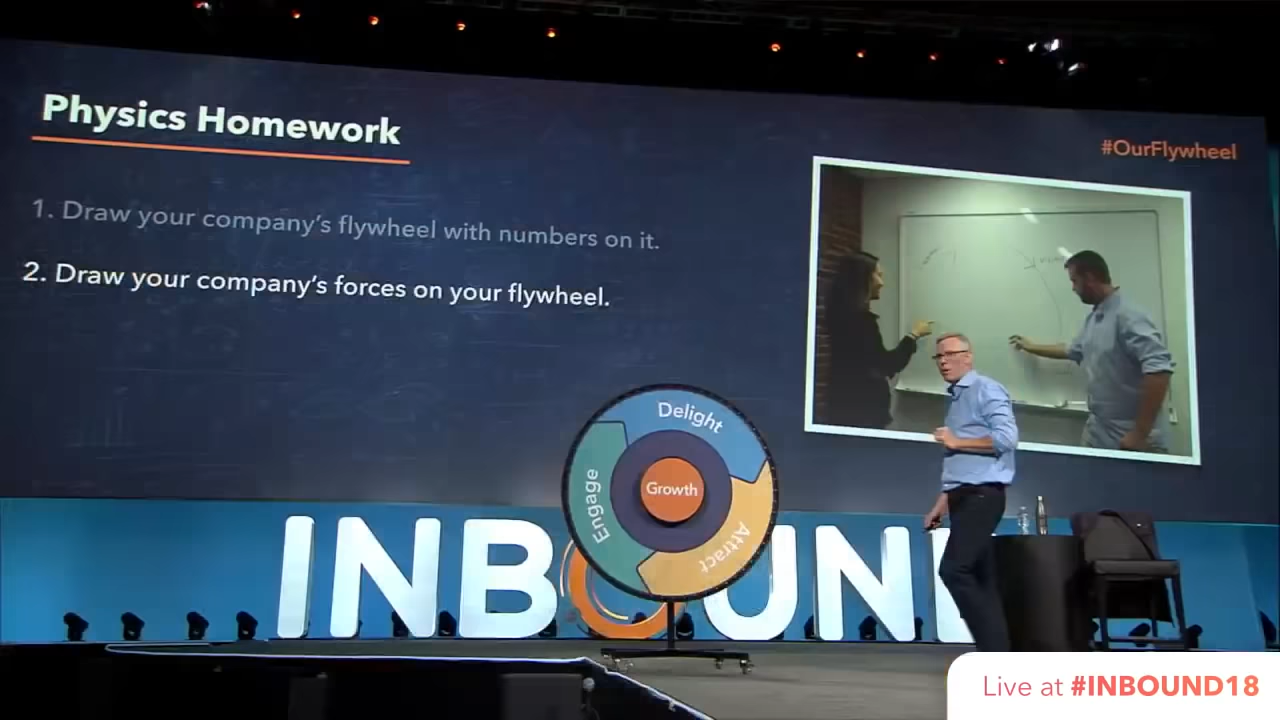 Physics Homework
#OurFlywheel
1. Draw your company's flywheel with numbers on it.
2. Draw your company's forces on your flywheel.
Delight
Engage
Growth
Attract
INBOUND
Live at #INBOUND18